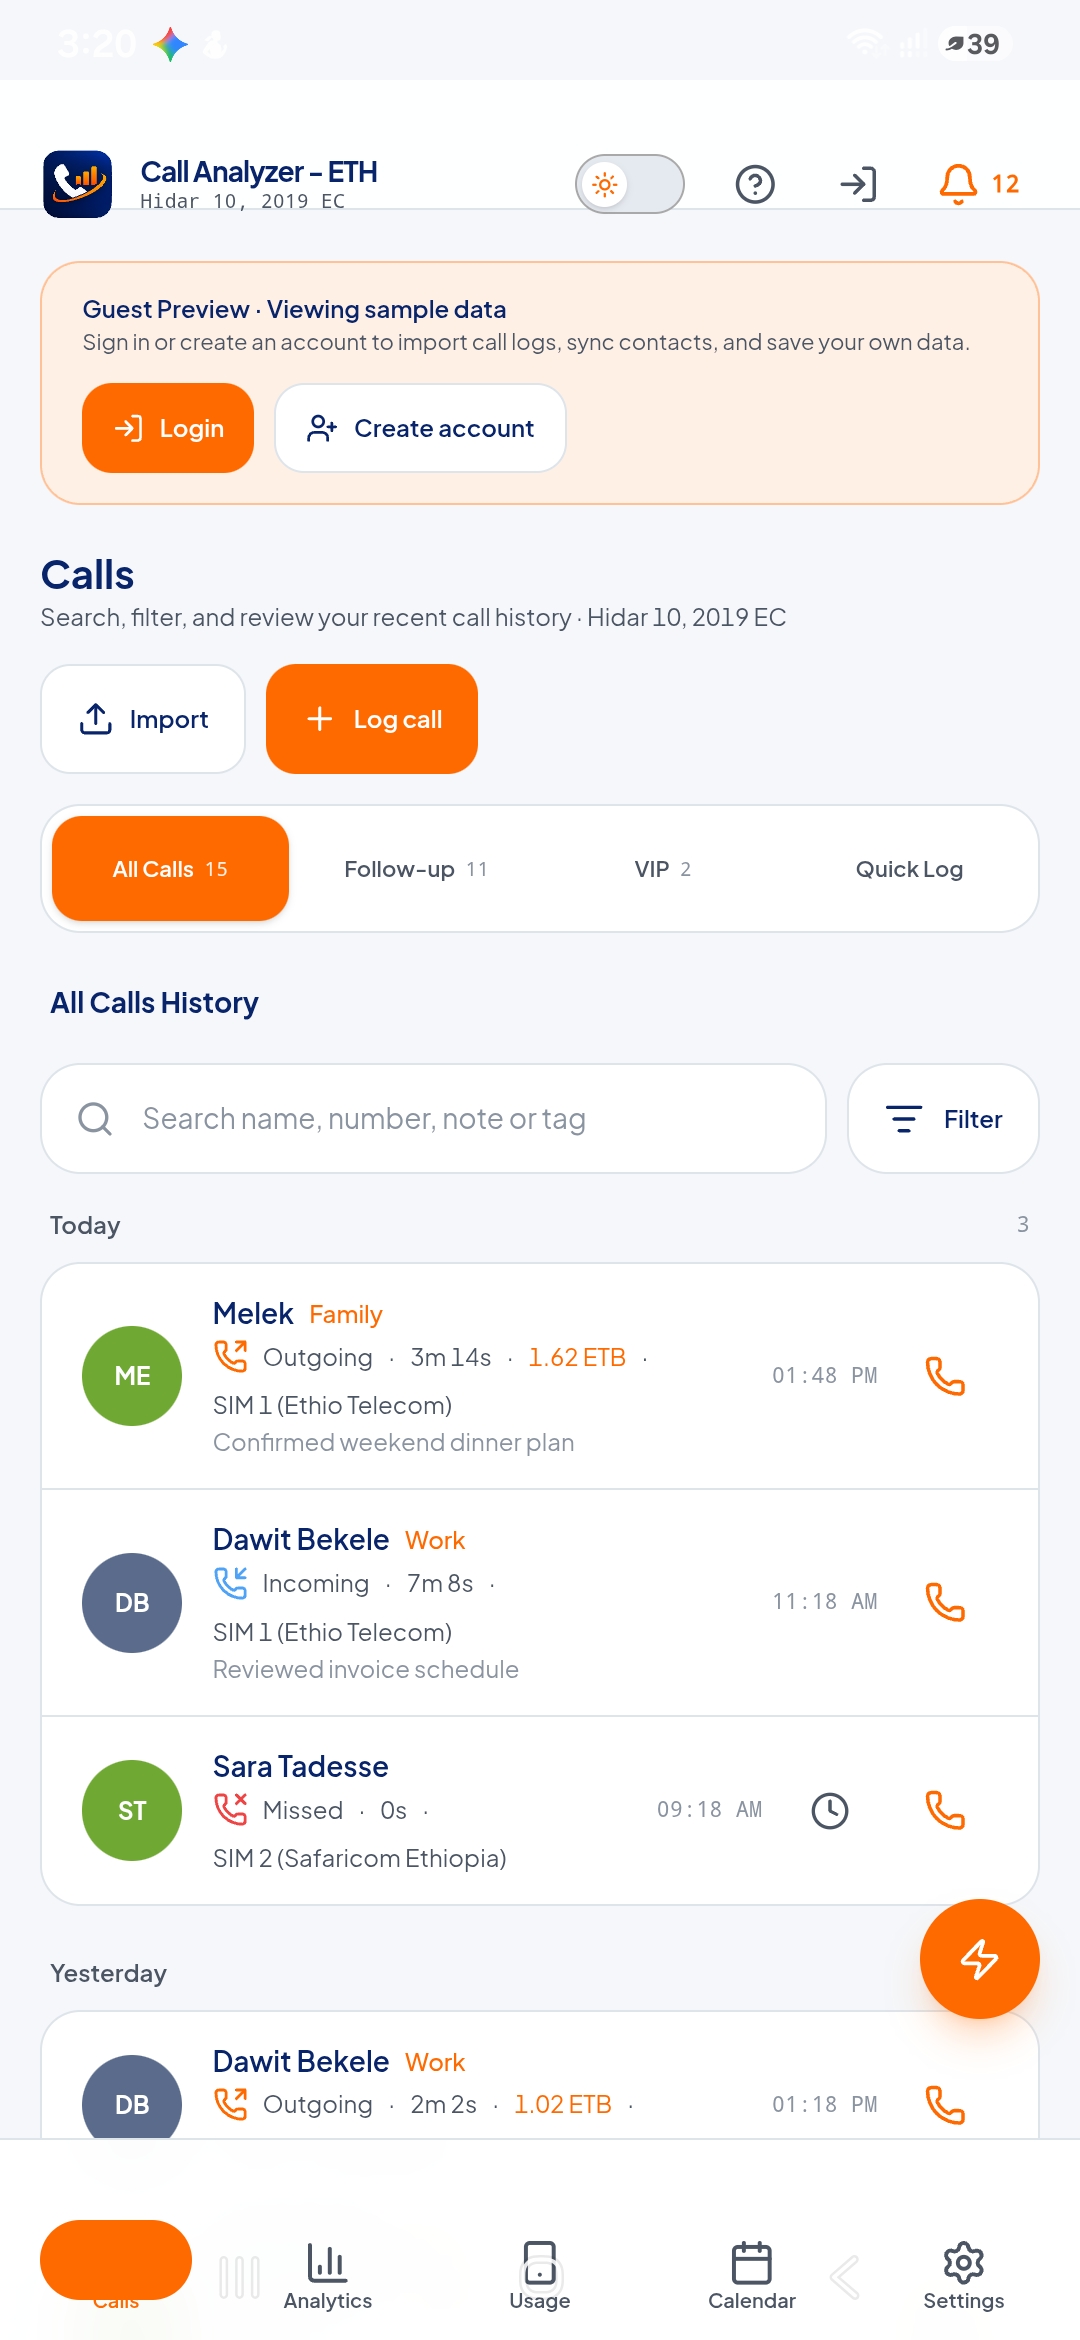 3:20
39
Call Analyzer – ETH
Hidar 10, 2019 EC
12
Guest Preview · Viewing sample data
Sign in or create an account to import call logs, sync contacts, and save your own data.
Login
Create account
Calls
Search, filter, and review your recent call history · Hidar 10, 2019 EC
Import
Log call
All Calls 15
Follow-up 11
VIP 2
Quick Log
All Calls History
Search name, number, note or tag
Filter
Today 3
Melek Family
Outgoing · 3m 14s · 1.62 ETB ·
01:48 PM
SIM 1 (Ethio Telecom)
Confirmed weekend dinner plan
ME
Dawit Bekele Work
Incoming · 7m 8s ·
11:18 AM
SIM 1 (Ethio Telecom)
Reviewed invoice schedule
DB
Sara Tadesse
Missed · 0s ·
09:18 AM
SIM 2 (Safaricom Ethiopia)
ST
Yesterday
Dawit Bekele Work
Outgoing · 2m 2s · 1.02 ETB ·
01:18 PM
DB
Calls
Analytics
Usage
Calendar
Settings